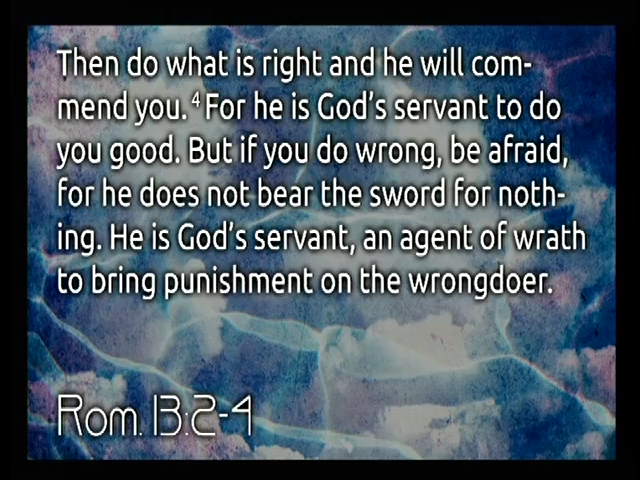 Then do what is right and he will com-
mend you. ⁴ For he is God's servant to do
you good. But if you do wrong, be afraid,
for he does not bear the sword for noth-
ing. He is God's servant, an agent of wrath
to bring punishment on the wrongdoer.
Rom. 13:2-4